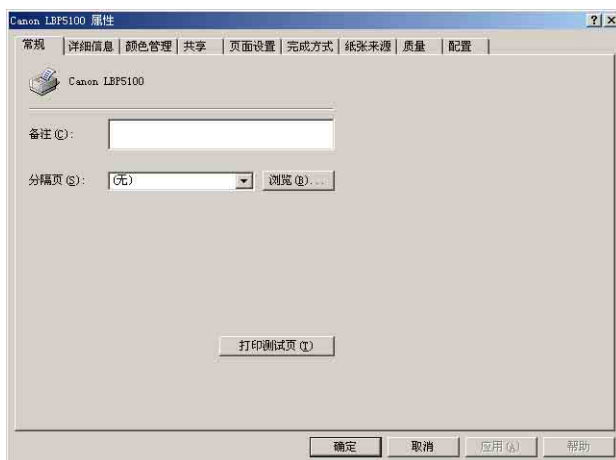 Canon LBP5100 属性
常规 详细信息 颜色管理 共享 页面设置 完成方式 纸张来源 质量 配置
Canon LBP5100
备注(C):
分隔页(S): (无) 浏览(B)...
打印测试页(T)
确定 取消 应用(A) 帮助